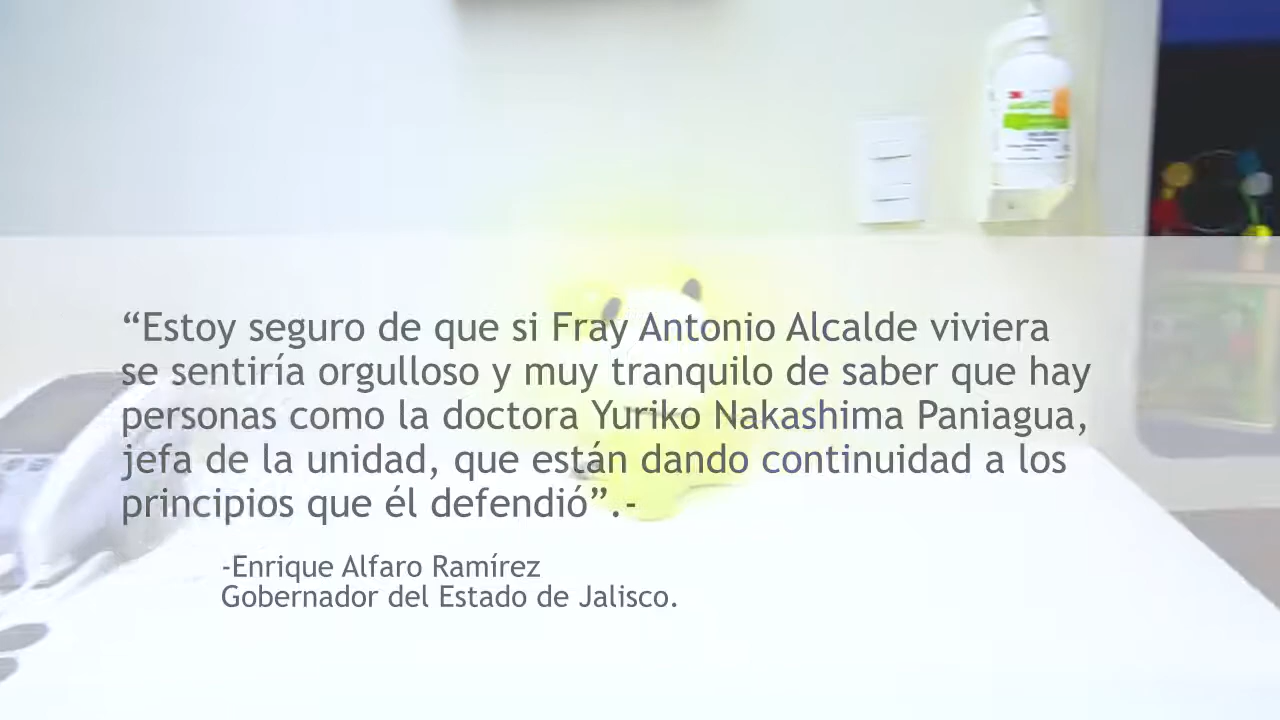 “Estoy seguro de que si Fray Antonio Alcalde viviera
se sentiría orgulloso y muy tranquilo de saber que hay
personas como la doctora Yuriko Nakashima Paniagua,
jefa de la unidad, que están dando continuidad a los
principios que él defendió”.-
-Enrique Alfaro Ramírez
Gobernador del Estado de Jalisco.
3M